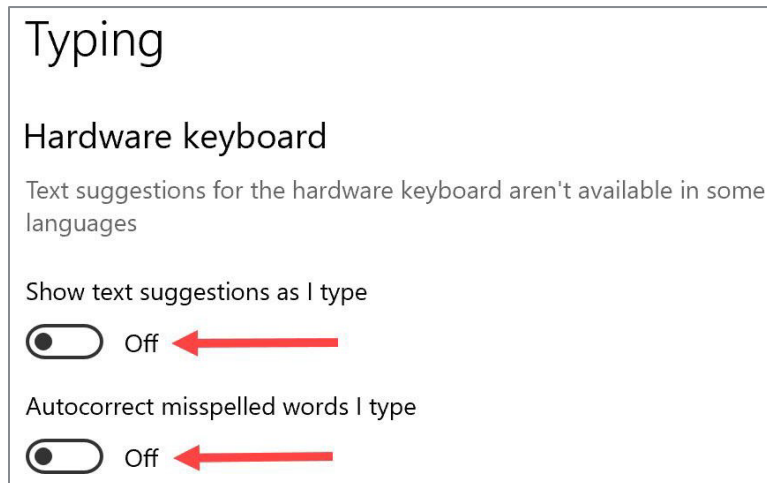 Typing
Hardware keyboard
Text suggestions for the hardware keyboard aren't available in some
languages
Show text suggestions as I type
Off
Autocorrect misspelled words I type
Off